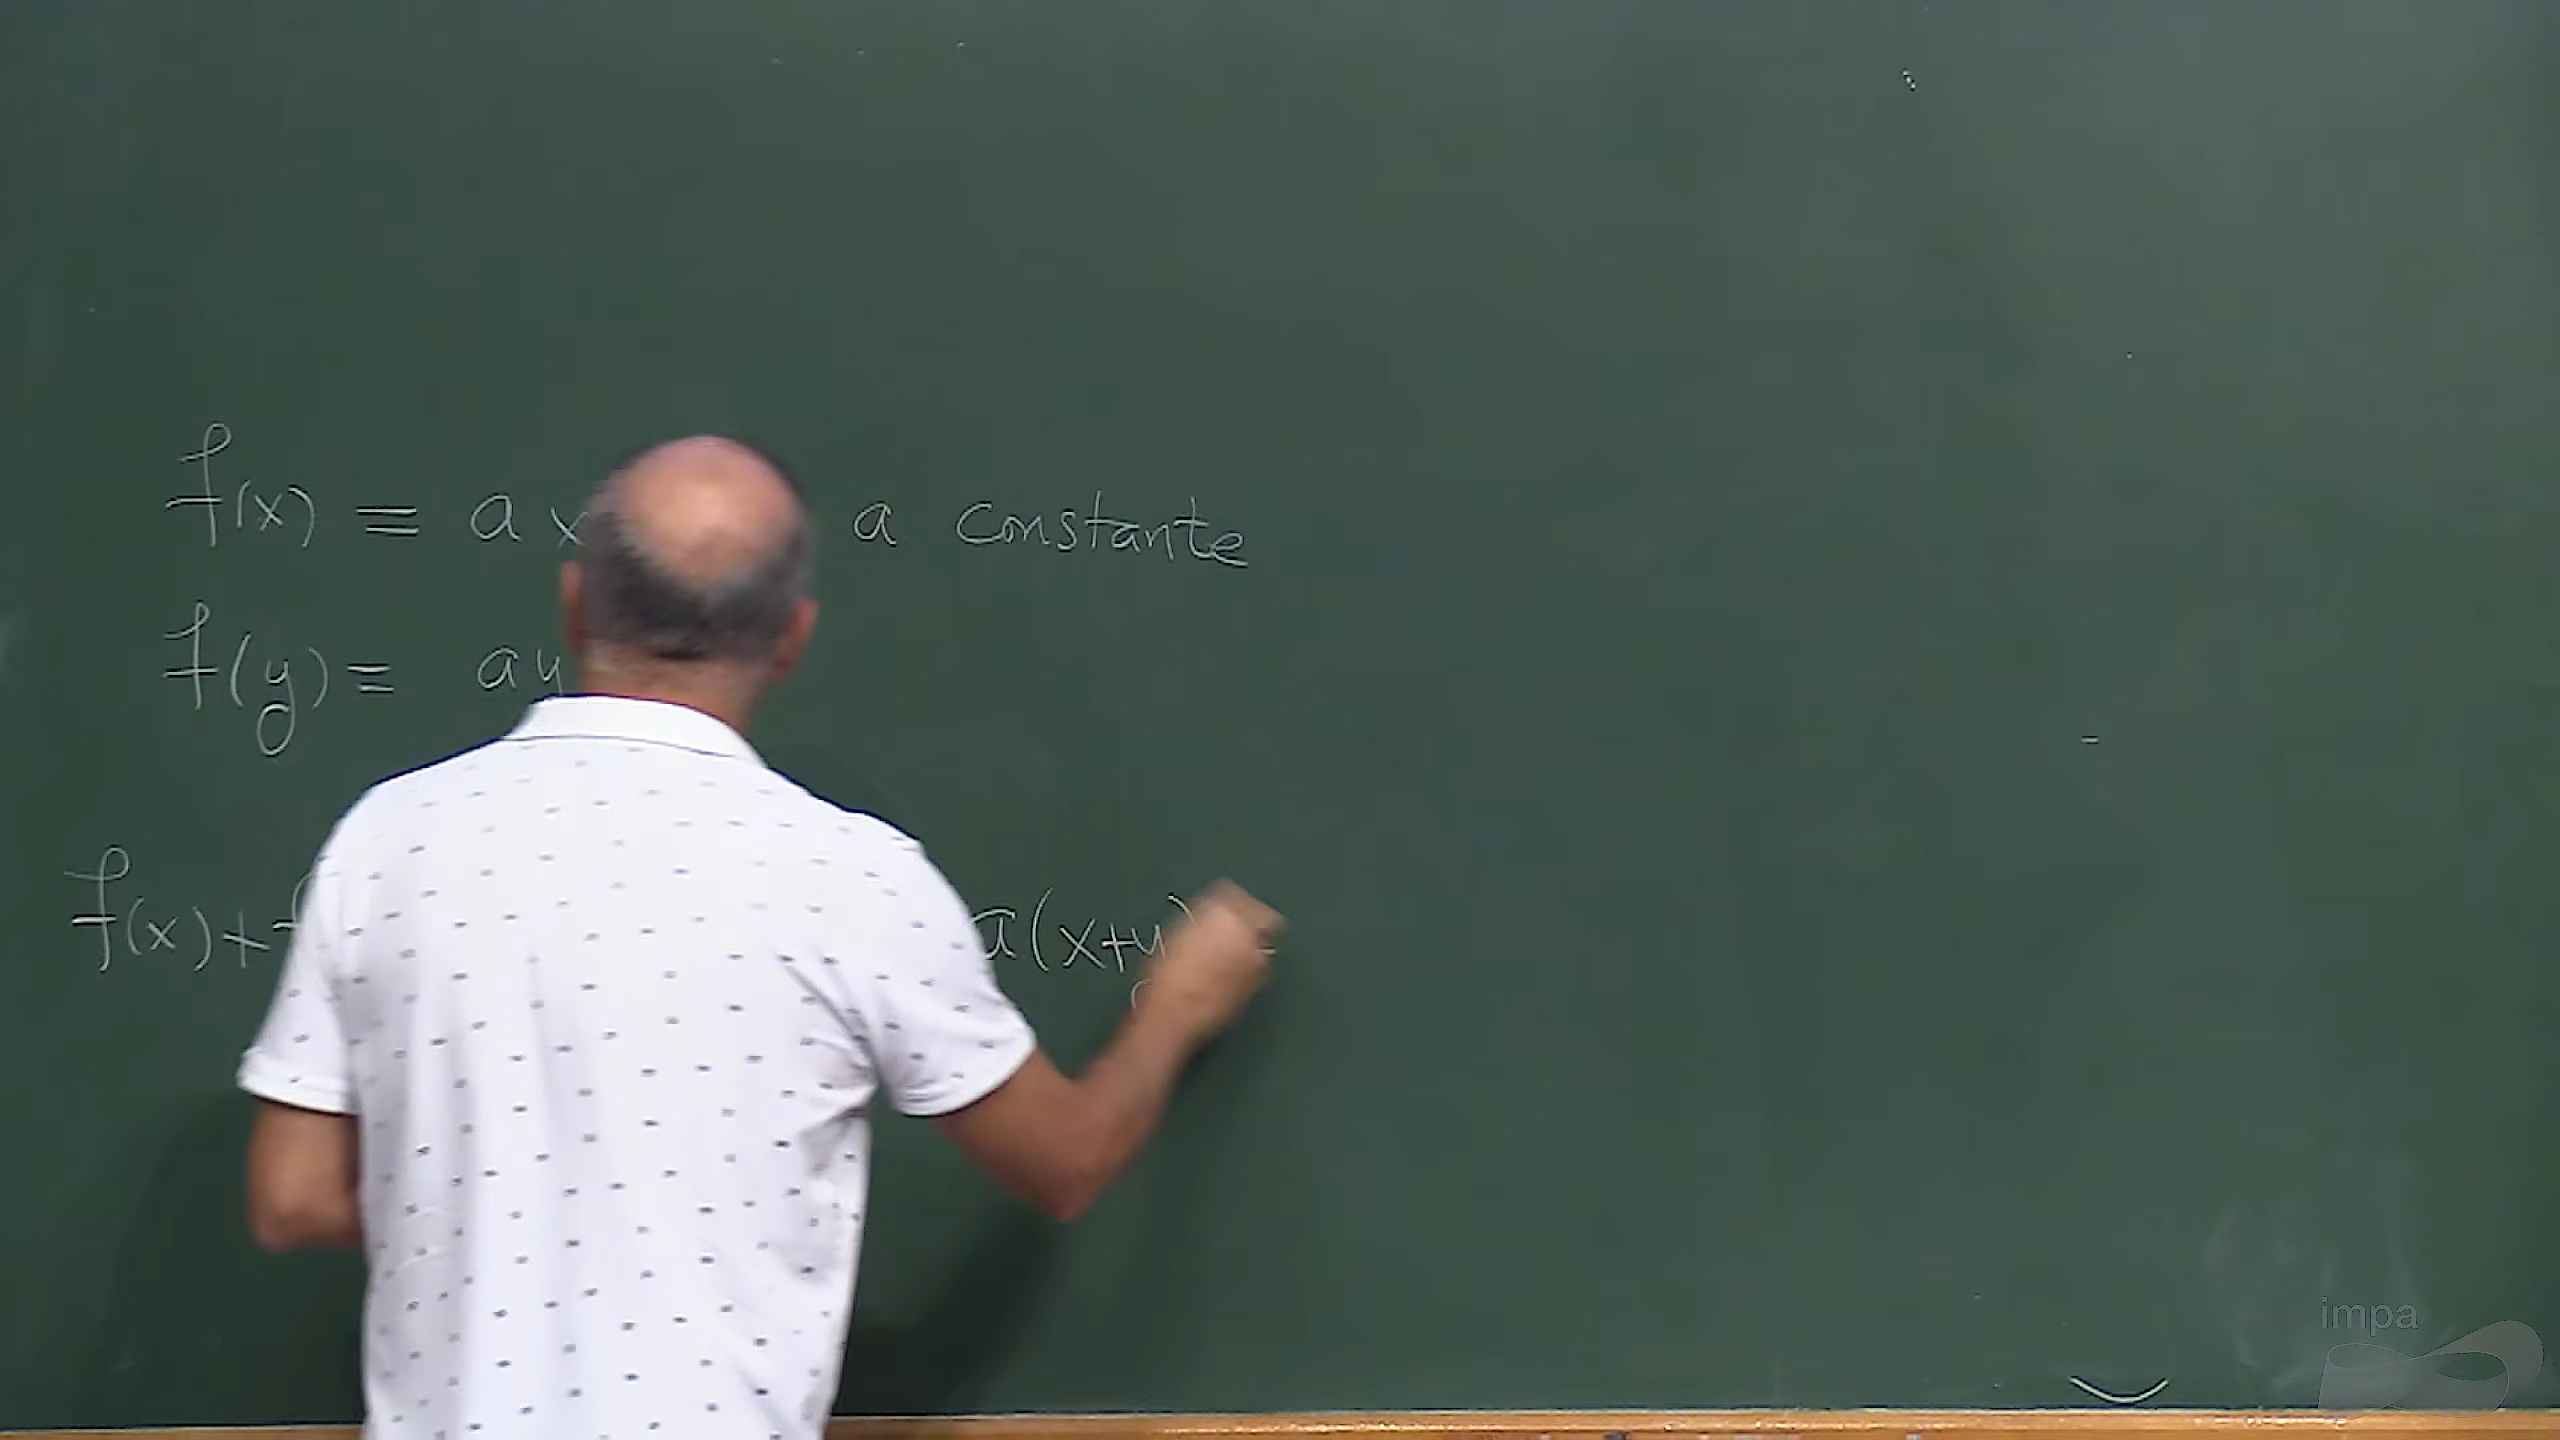 f(x) = ax a constante
f(y) = ay
f(x)+f a(x+y) =
impa